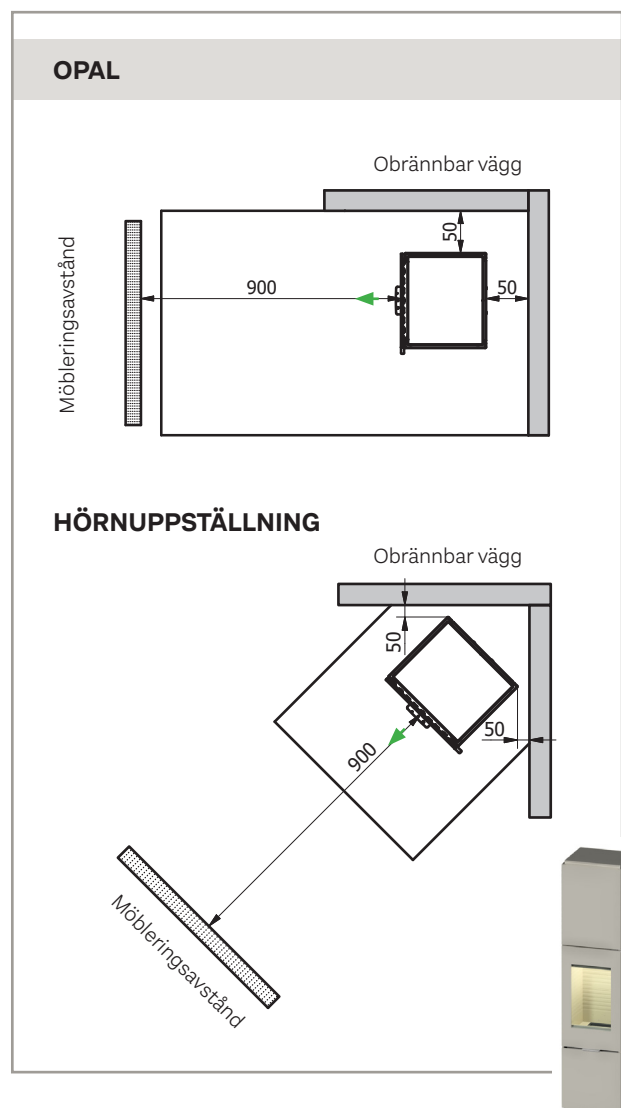 OPAL
Obrännbar vägg
50
Möbleringsavstånd
900
50
HÖRNUPPSTÄLLNING
Obrännbar vägg
50
50
900
Möbleringsavstånd